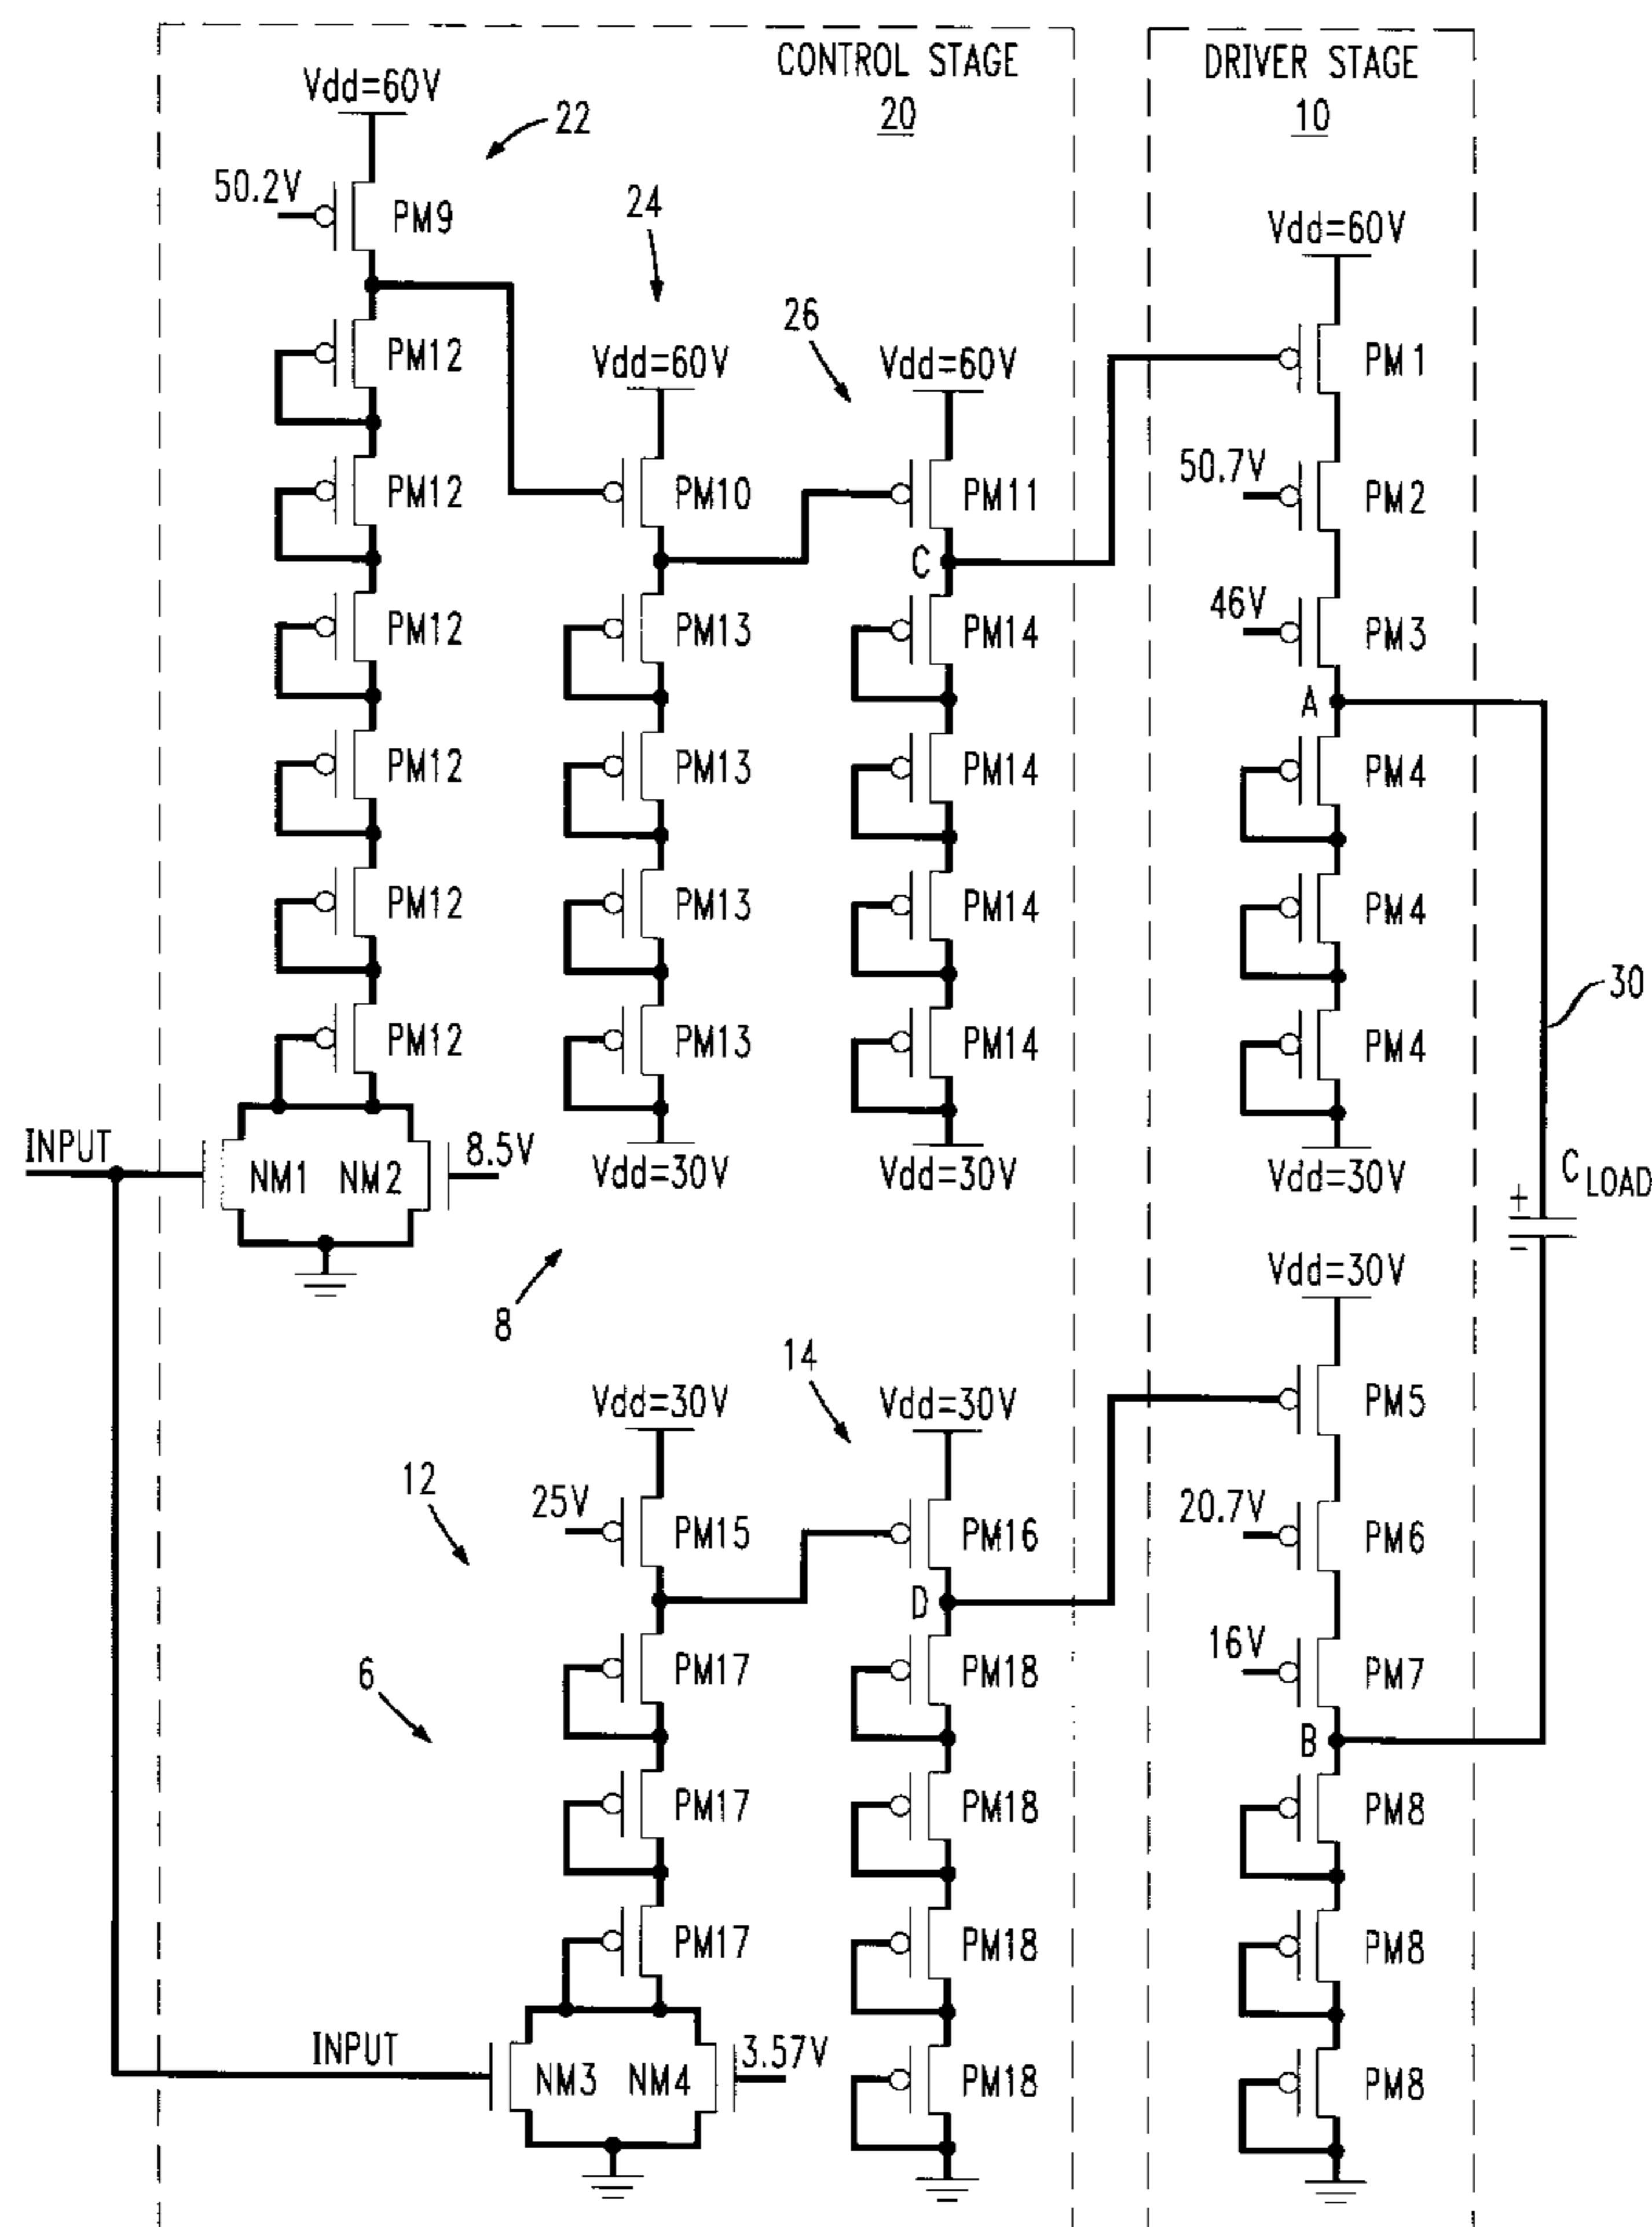 CONTROL STAGE
20
DRIVER STAGE
10
Vdd=60V
22
50.2V
PM9
24
Vdd=60V
26
PM12
Vdd=60V
Vdd=60V
PM1
50.7V
PM12
PM10
PM11
PM2
C
46V
PM12
PM13
PM14
PM3
A
PM12
PM13
PM14
PM4
PM12
PM13
PM14
PM4
30
PM12
PM13
PM14
PM4
INPUT
NM1
NM2
8.5V
Vdd=30V
Vdd=30V
Vdd=30V
CLOAD
+
–
8
Vdd=30V
14
Vdd=30V
Vdd=30V
PM5
12
25V
PM15
PM16
20.7V
PM6
D
6
PM17
PM18
16V
PM7
B
PM17
PM18
PM8
PM17
PM18
PM8
INPUT
NM3
NM4
3.57V
PM18
PM8